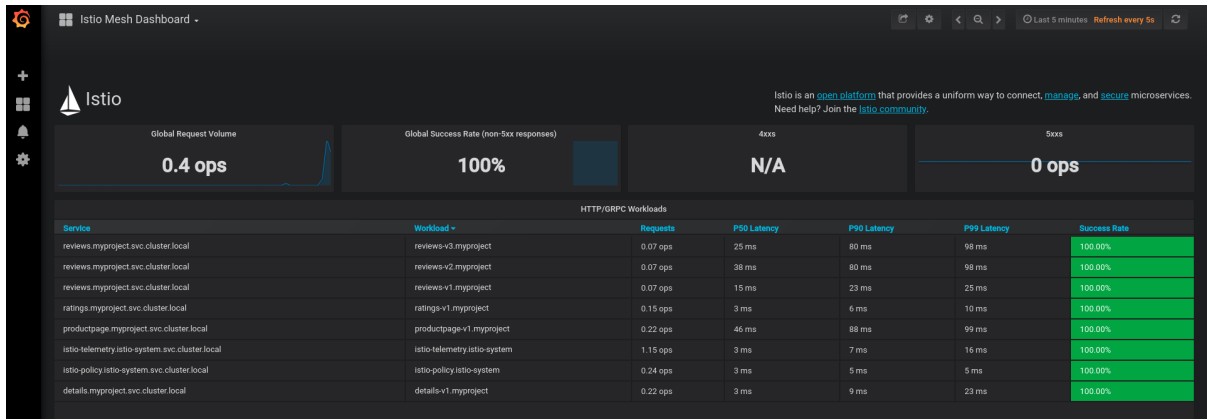 Istio Mesh Dashboard
Last 5 minutes Refresh every 5s
Istio
Istio is an open platform that provides a uniform way to connect, manage, and secure microservices.
Need help? Join the Istio community.
Global Request Volume
0.4 ops
Global Success Rate (non-5xx responses)
100%
4xxs
N/A
5xxs
0 ops
HTTP/GRPC Workloads
Service Workload Requests P50 Latency P90 Latency P99 Latency Success Rate
reviews.myproject.svc.cluster.local reviews-v3.myproject 0.07 ops 25 ms 80 ms 98 ms 100.00%
reviews.myproject.svc.cluster.local reviews-v2.myproject 0.07 ops 38 ms 80 ms 98 ms 100.00%
reviews.myproject.svc.cluster.local reviews-v1.myproject 0.07 ops 15 ms 23 ms 25 ms 100.00%
ratings.myproject.svc.cluster.local ratings-v1.myproject 0.15 ops 3 ms 6 ms 10 ms 100.00%
productpage.myproject.svc.cluster.local productpage-v1.myproject 0.22 ops 46 ms 88 ms 99 ms 100.00%
istio-telemetry.istio-system.svc.cluster.local istio-telemetry.istio-system 1.15 ops 3 ms 7 ms 16 ms 100.00%
istio-policy.istio-system.svc.cluster.local istio-policy.istio-system 0.24 ops 3 ms 5 ms 5 ms 100.00%
details.myproject.svc.cluster.local details-v1.myproject 0.22 ops 3 ms 9 ms 23 ms 100.00%